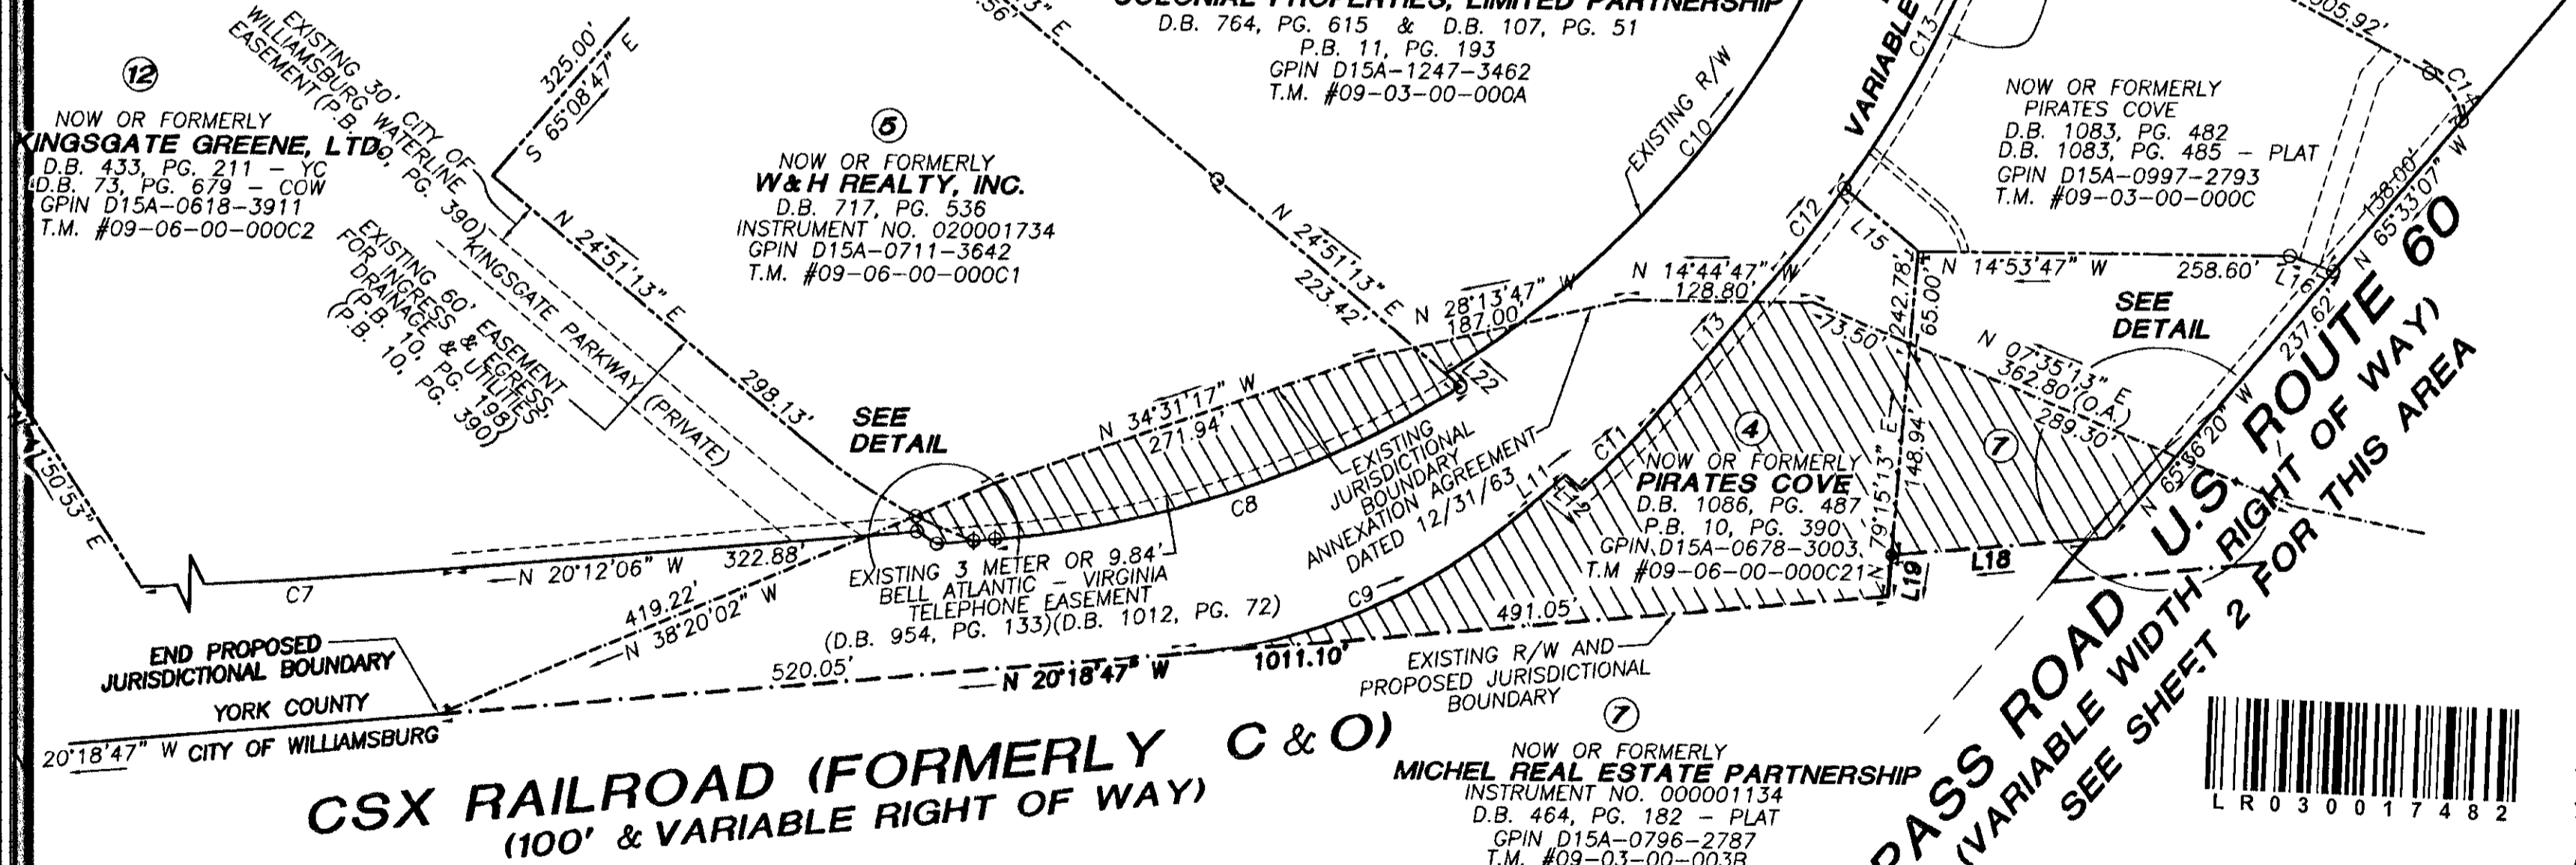 COLONIAL PROPERTIES, LIMITED PARTNERSHIP
D.B. 764, PG. 615 & D.B. 107, PG. 51
P.B. 11, PG. 193
GPIN D15A-1247-3462
T.M. #09-03-00-000A
12
NOW OR FORMERLY
KINGSGATE GREENE, LTD.
D.B. 433, PG. 211 - YC
D.B. 73, PG. 679 - COW
GPIN D15A-0618-3911
T.M. #09-06-00-000C2
EXISTING 30' CITY OF
WILLIAMSBURG WATERLINE
EASEMENT (P.B. 10, PG. 390)
325.00'
S 65°08'47" E
5
NOW OR FORMERLY
W&H REALTY, INC.
D.B. 717, PG. 536
INSTRUMENT NO. 020001734
GPIN D15A-0711-3642
T.M. #09-06-00-000C1
EXISTING R/W
C10
VARIABLE
C13
NOW OR FORMERLY
PIRATES COVE
D.B. 1083, PG. 482
D.B. 1083, PG. 485 - PLAT
GPIN D15A-0997-2793
T.M. #09-03-00-000C
C14
138.00'
N 65°33'07" W
N 24°51'13" E
298.13'
EXISTING 60' EASEMENT
FOR INGRESS & EGRESS,
DRAINAGE & UTILITIES
(P.B. 10, PG. 198)
(P.B. 10, PG. 390)
KINGSGATE PARKWAY
(PRIVATE)
N 24°51'13" E
223.42'
N 28°13'47" W
187.00'
N 14°44'47" W
128.80'
C12
L15
N 14°53'47" W
258.60'
L16
L13
L22
73.50'
242.78'
65.00'
SEE
DETAIL
237.62'
N 65°36'20" W
N 07°35'13" E
362.80'(O.A.)
289.30'
N 34°31'17" W
271.94'
SEE
DETAIL
C8
EXISTING
JURISDICTIONAL
BOUNDARY
ANNEXATION AGREEMENT
DATED 12/31/63
L11
C11
L12
4
NOW OR FORMERLY
PIRATES COVE
D.B. 1086, PG. 487
P.B. 10, PG. 390
GPIN D15A-0678-3003
T.M #09-06-00-000C21
N 79°15'13" E
148.94'
7
L19
L18
N 41°50'53" E
C7
N 20°12'06" W
322.88'
EXISTING 3 METER OR 9.84'
BELL ATLANTIC - VIRGINIA
TELEPHONE EASEMENT
(D.B. 954, PG. 133)(D.B. 1012, PG. 72)
419.22'
N 38°20'02" W
C9
491.05'
END PROPOSED
JURISDICTIONAL BOUNDARY
520.05'
N 20°18'47" W
1011.10'
EXISTING R/W AND
PROPOSED JURISDICTIONAL
BOUNDARY
YORK COUNTY
20°18'47" W CITY OF WILLIAMSBURG
CSX RAILROAD (FORMERLY C & O)
(100' & VARIABLE RIGHT OF WAY)
7
NOW OR FORMERLY
MICHEL REAL ESTATE PARTNERSHIP
INSTRUMENT NO. 000001134
D.B. 464, PG. 182 - PLAT
GPIN D15A-0796-2787
T.M. #09-03-00-003B
PASS ROAD U.S. ROUTE 60
(VARIABLE WIDTH RIGHT OF WAY)
SEE SHEET 2 FOR THIS AREA
LR030017482